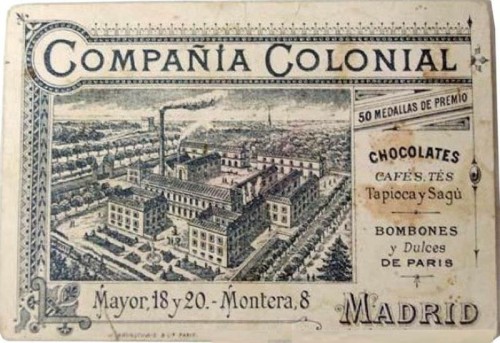 COMPAÑIA COLONIAL
50 MEDALLAS DE PREMIO
CHOCOLATES
CAFÉS, TÉS
Tapioca y Sagú
BOMBONES
y Dulces
DE PARIS
Mayor, 18 y 20.- Montera, 8
MADRID